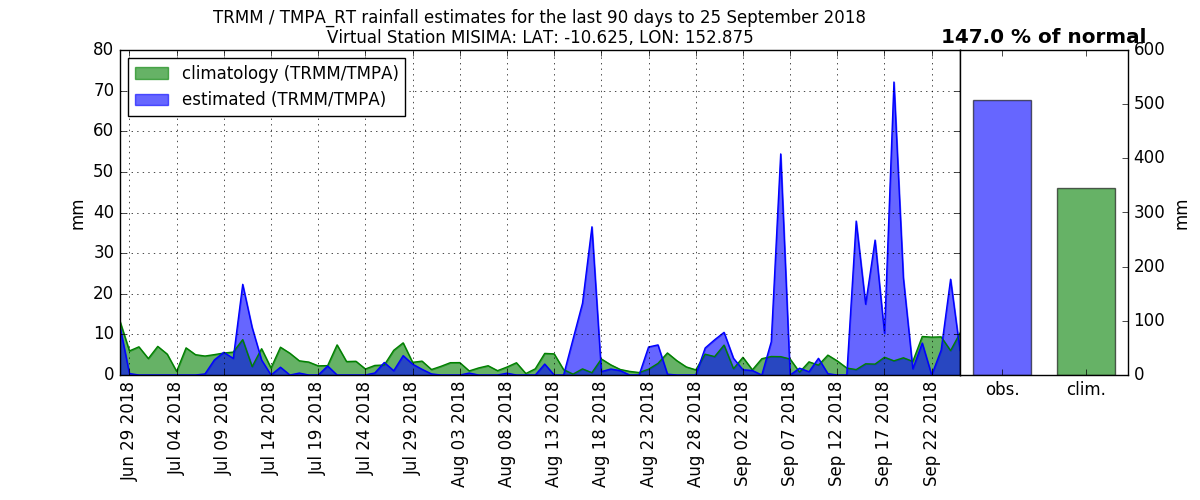 TRMM / TMPA_RT rainfall estimates for the last 90 days to 25 September 2018
Virtual Station MISIMA: LAT: -10.625, LON: 152.875
147.0 % of normal
climatology (TRMM/TMPA)
estimated (TRMM/TMPA)
80
70
60
50
40
30
20
10
0
mm
Jun 29 2018
Jul 04 2018
Jul 09 2018
Jul 14 2018
Jul 19 2018
Jul 24 2018
Jul 29 2018
Aug 03 2018
Aug 08 2018
Aug 13 2018
Aug 18 2018
Aug 23 2018
Aug 28 2018
Sep 02 2018
Sep 07 2018
Sep 12 2018
Sep 17 2018
Sep 22 2018
obs.
clim.
600
500
400
300
200
100
0
mm